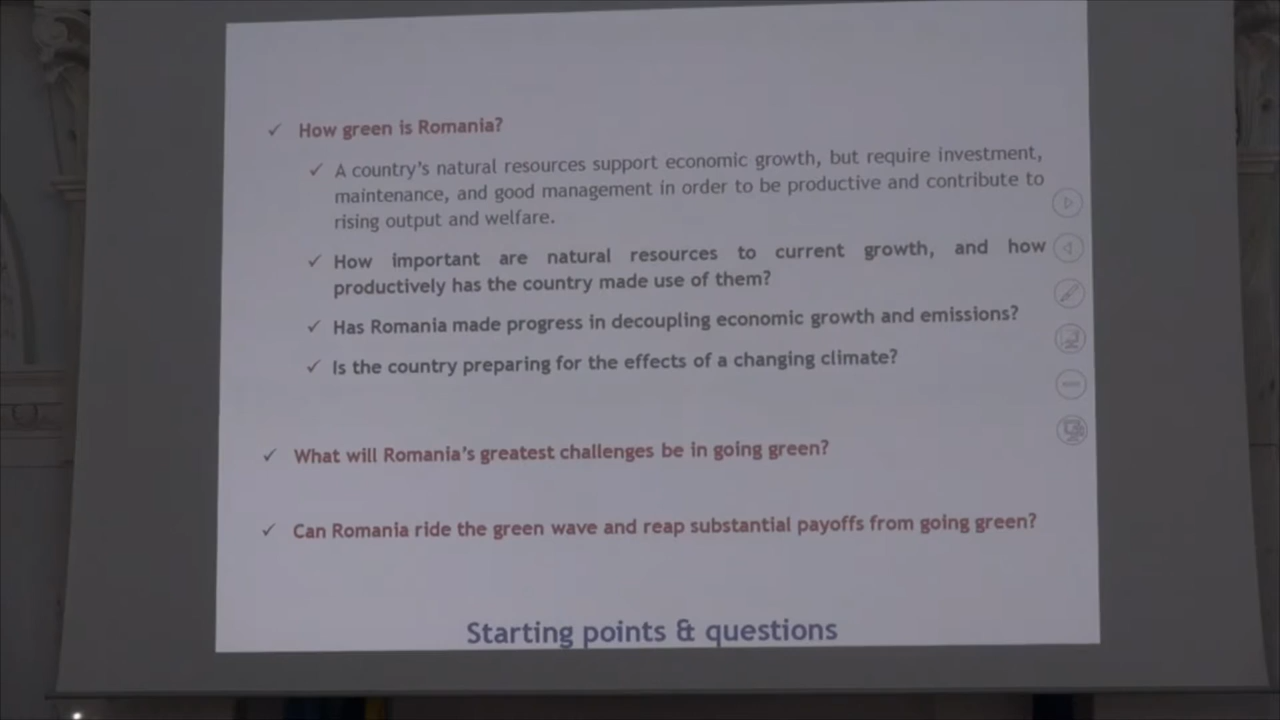 ✓ How green is Romania?
✓ A country's natural resources support economic growth, but require investment,
maintenance, and good management in order to be productive and contribute to
rising output and welfare.
✓ How important are natural resources to current growth, and how
productively has the country made use of them?
✓ Has Romania made progress in decoupling economic growth and emissions?
✓ Is the country preparing for the effects of a changing climate?
✓ What will Romania's greatest challenges be in going green?
✓ Can Romania ride the green wave and reap substantial payoffs from going green?
Starting points & questions